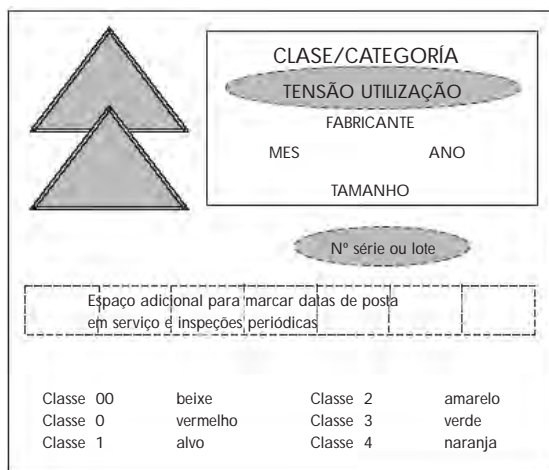 CLASE/CATEGORÍA
TENSÃO UTILIZAÇÃO
FABRICANTE
MES ANO
TAMANHO
Nº série ou lote
Espaço adicional para marcar datas de posta
em serviço e inspeções periódicas
Classe 00 beixe Classe 2 amarelo
Classe 0 vermelho Classe 3 verde
Classe 1 alvo Classe 4 naranja